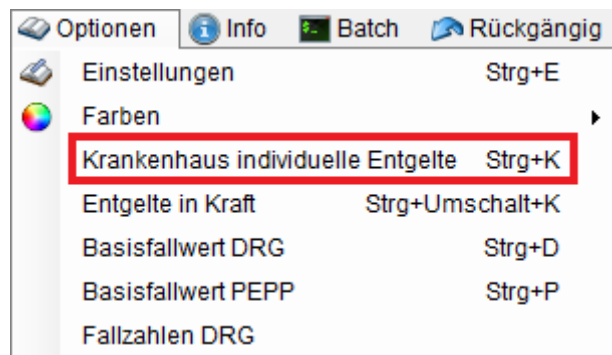 Optionen Info Batch Rückgängig
Einstellungen Strg+E
Farben
Krankenhaus individuelle Entgelte Strg+K
Entgelte in Kraft Strg+Umschalt+K
Basisfallwert DRG Strg+D
Basisfallwert PEPP Strg+P
Fallzahlen DRG